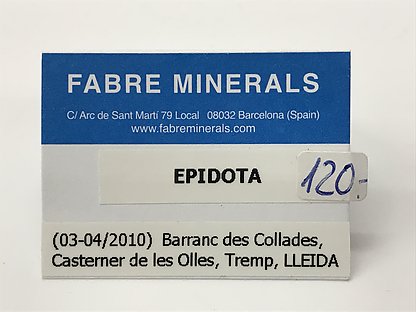 FABRE MINERALS
C/ Arc de Sant Martí 79 Local 08032 Barcelona (Spain)
www.fabreminerals.com
EPIDOTA
120-
(03-04/2010) Barranc des Collades,
Casterner de les Olles, Tremp, LLEIDA